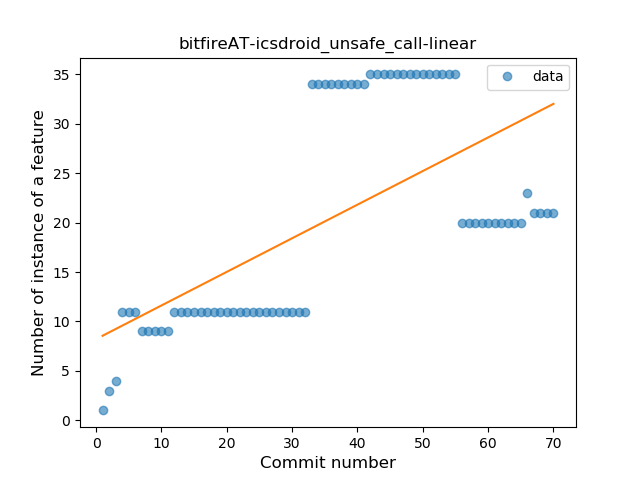 bitfireAT-icsdroid_unsafe_call-linear
data
Number of instance of a feature
35
30
25
20
15
10
5
0
0 10 20 30 40 50 60 70
Commit number